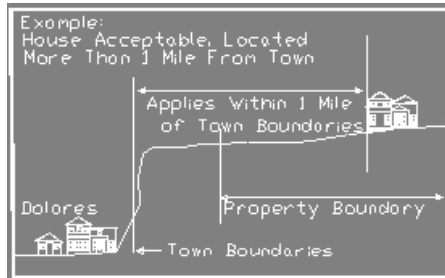 Example:
House Acceptable, Located
More Than 1 Mile From Town
Applies Within 1 Mile
of Town Boundaries
Dolores
Property Boundary
Town Boundaries